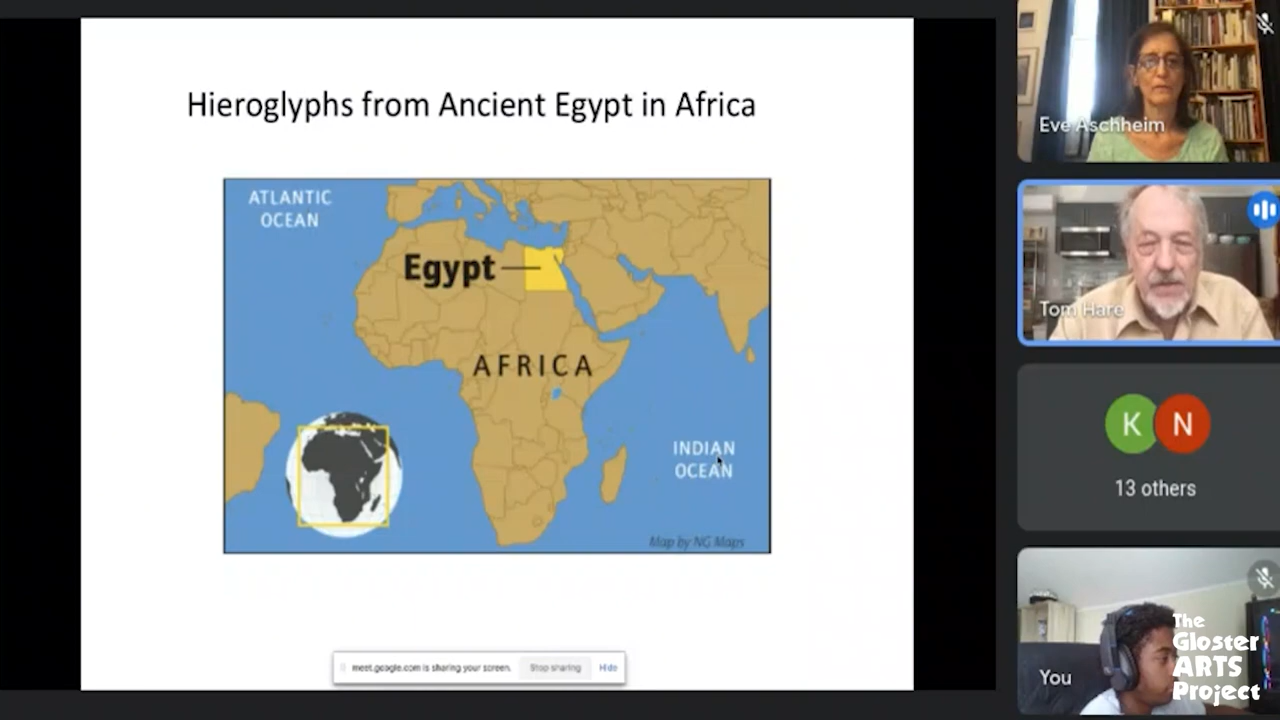 Hieroglyphs from Ancient Egypt in Africa
ATLANTIC
OCEAN
Egypt
AFRICA
INDIAN
OCEAN
Map by NG Maps
meet.google.com is sharing your screen.
Stop sharing
Hide
Eve Aschheim
Tom Hare
K
N
13 others
You
The
Gloster
ARTS
Project